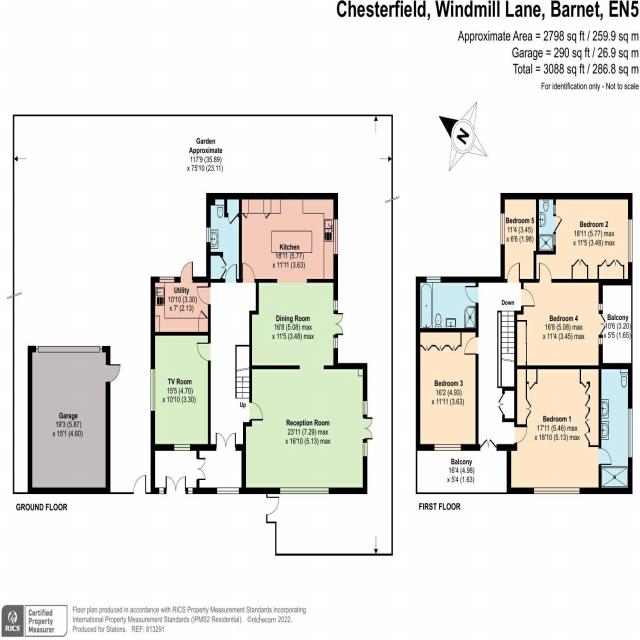 Chesterfield, Windmill Lane, Barnet, EN5
Approximate Area = 2798 sq ft / 259.9 sq m
Garage = 290 sq ft / 26.9 sq m
Total = 3088 sq ft / 286.8 sq m
For identification only - Not to scale
N
Garden
Approximate
117'9 (35.89)
x 75'10 (23.11)
Kitchen
18'11 (5.77)
x 11'11 (3.63)
Utility
10'10 (3.30)
x 7' (2.13)
Dining Room
16'8 (5.08) max
x 11'5 (3.48) max
TV Room
15'5 (4.70)
x 10'10 (3.30)
Up
Reception Room
23'11 (7.29) max
x 16'10 (5.13) max
Garage
19'3 (5.87)
x 15'1 (4.60)
GROUND FLOOR
Bedroom 5
11'4 (3.45)
x 6'6 (1.98)
Bedroom 2
18'11 (5.77) max
x 11'5 (3.48) max
Down
Bedroom 4
16'8 (5.08) max
x 11'4 (3.45) max
Balcony
10'6 (3.20)
x 5'5 (1.65)
Bedroom 3
16'2 (4.93)
x 11'11 (3.63)
Bedroom 1
17'11 (5.46) max
x 16'10 (5.13) max
Balcony
16'4 (4.98)
x 5'4 (1.63)
FIRST FLOOR
RICS
Certified
Property
Measurer
Floor plan produced in accordance with RICS Property Measurement Standards incorporating
International Property Measurement Standards (IPMS2 Residential). ©nichecom 2022.
Produced for Statons. REF: 813291